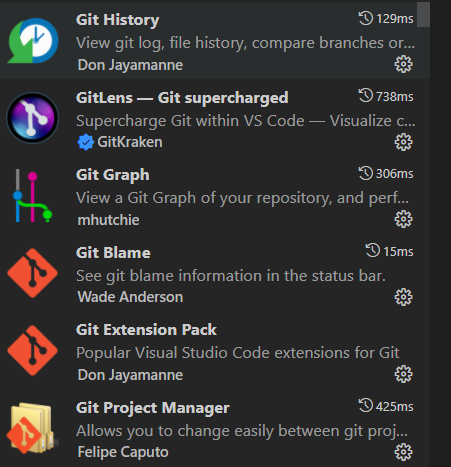 Git History 129ms
View git log, file history, compare branches or...
Don Jayamanne
GitLens — Git supercharged 738ms
Supercharge Git within VS Code — Visualize c...
GitKraken
Git Graph 306ms
View a Git Graph of your repository, and perf...
mhutchie
Git Blame 15ms
See git blame information in the status bar.
Wade Anderson
Git Extension Pack
Popular Visual Studio Code extensions for Git
Don Jayamanne
Git Project Manager 425ms
Allows you to change easily between git proj...
Felipe Caputo